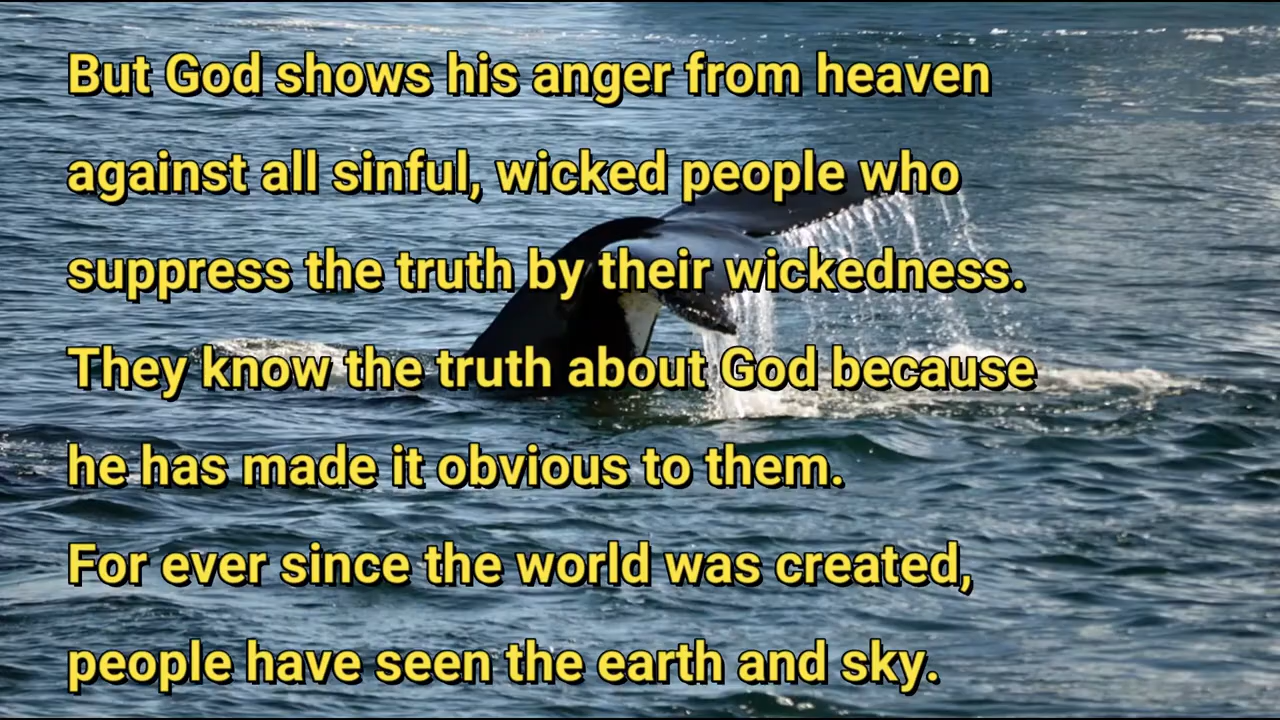 But God shows his anger from heaven
against all sinful, wicked people who
suppress the truth by their wickedness.
They know the truth about God because
he has made it obvious to them.
For ever since the world was created,
people have seen the earth and sky.